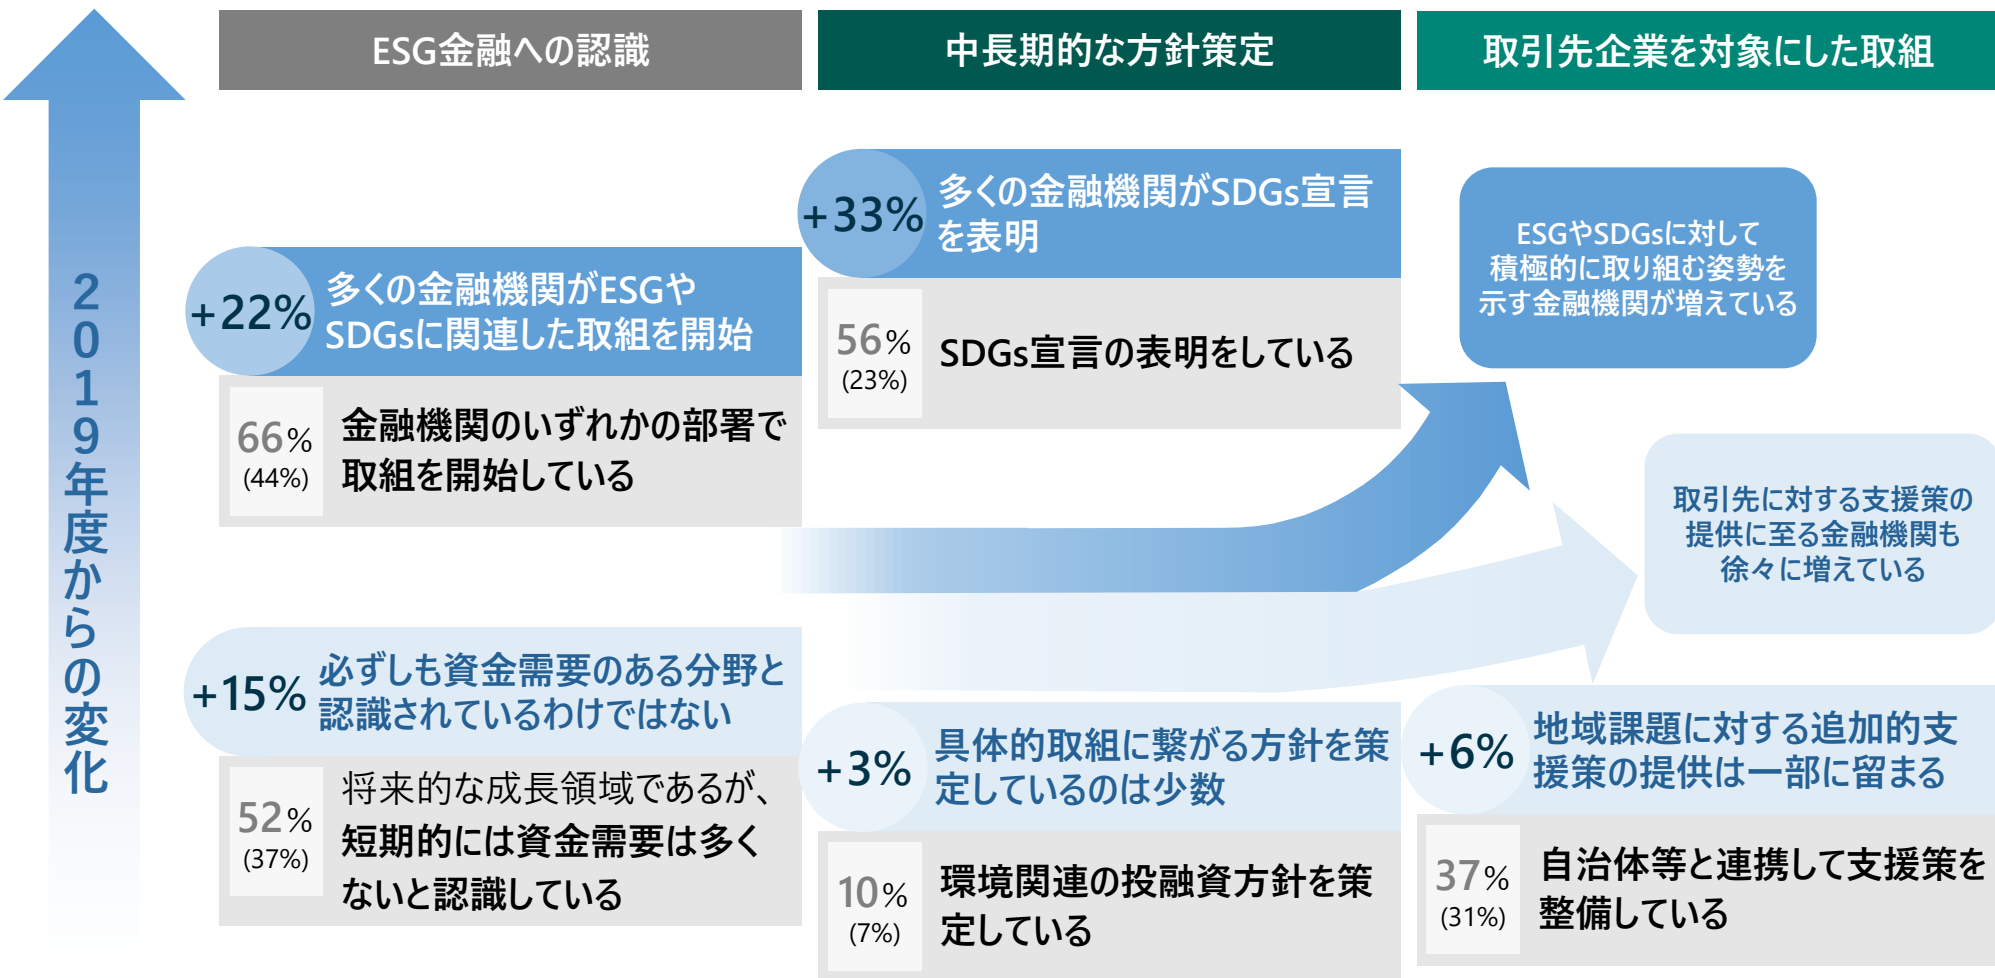 2019年度からの変化
ESG金融への認識
中長期的な方針策定
取引先企業を対象にした取組
+22%
多くの金融機関がESGや
SDGsに関連した取組を開始
66%
(44%)
金融機関のいずれかの部署で
取組を開始している
+33%
多くの金融機関がSDGs宣言
を表明
56%
(23%)
SDGs宣言の表明をしている
ESGやSDGsに対して
積極的に取り組む姿勢を
示す金融機関が増えている
取引先に対する支援策の
提供に至る金融機関も
徐々に増えている
+15%
必ずしも資金需要のある分野と
認識されているわけではない
52%
(37%)
将来的な成長領域であるが、
短期的には資金需要は多く
ないと認識している
+3%
具体的取組に繋がる方針を策
定しているのは少数
10%
(7%)
環境関連の投融資方針を策
定している
+6%
地域課題に対する追加的支
援策の提供は一部に留まる
37%
(31%)
自治体等と連携して支援策を
整備している